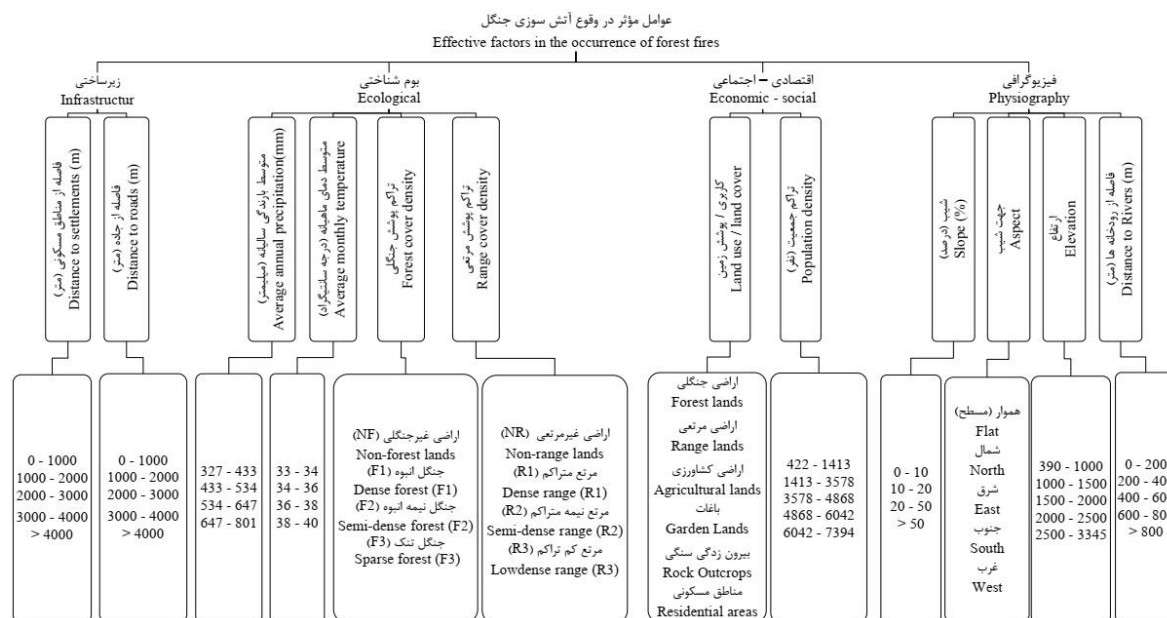 عوامل مؤثر در وقوع آتش سوزی جنگل
Effective factors in the occurrence of forest fires
زیرساختی
Infrastructur
بوم شناختی
Ecological
اقتصادی – اجتماعی
Economic - social
فیزیوگرافی
Physiography
فاصله از مناطق مسکونی (متر)
Distance to settlements (m)
فاصله از جاده (متر)
Distance to roads (m)
متوسط بارندگی سالیانه (میلیمتر)
Average annual precipitation(mm)
متوسط دمای ماهیانه (درجه سانتیگراد)
Average monthly temperature
تراکم پوشش جنگلی
Forest cover density
تراکم پوشش مرتعی
Range cover density
کاربری / پوشش زمین
Land use / land cover
تراکم جمعیت (نفر)
Population density
شیب (درصد)
Slope (%)
جهت شیب
Aspect
ارتفاع
Elevation
فاصله از رودخانه ها (متر)
Distance to Rivers (m)
0 - 1000
1000 - 2000
2000 - 3000
3000 - 4000
> 4000
0 - 1000
1000 - 2000
2000 - 3000
3000 - 4000
> 4000
327 - 433
433 - 534
534 - 647
647 - 801
33 - 34
34 - 36
36 - 38
38 - 40
اراضی غیرجنگلی (NF)
Non-forest lands
جنگل انبوه (F1)
Dense forest (F1)
جنگل نیمه انبوه (F2)
Semi-dense forest (F2)
جنگل تنک (F3)
Sparse forest (F3)
اراضی غیرمرتعی (NR)
Non-range lands
مرتع متراکم (R1)
Dense range (R1)
مرتع نیمه متراکم (R2)
Semi-dense range (R2)
مرتع کم تراکم (R3)
Lowdense range (R3)
اراضی جنگلی
Forest lands
اراضی مرتعی
Range lands
اراضی کشاورزی
Agricultural lands
باغات
Garden Lands
بیرون زدگی سنگی
Rock Outcrops
مناطق مسکونی
Residential areas
422 - 1413
1413 - 3578
3578 - 4868
4868 - 6042
6042 - 7394
0 - 10
10 - 20
20 - 50
> 50
هموار (مسطح)
Flat
شمال
North
شرق
East
جنوب
South
غرب
West
390 - 1000
1000 - 1500
1500 - 2000
2000 - 2500
2500 - 3345
0 - 200
200 - 40
400 - 60
600 - 80
> 800